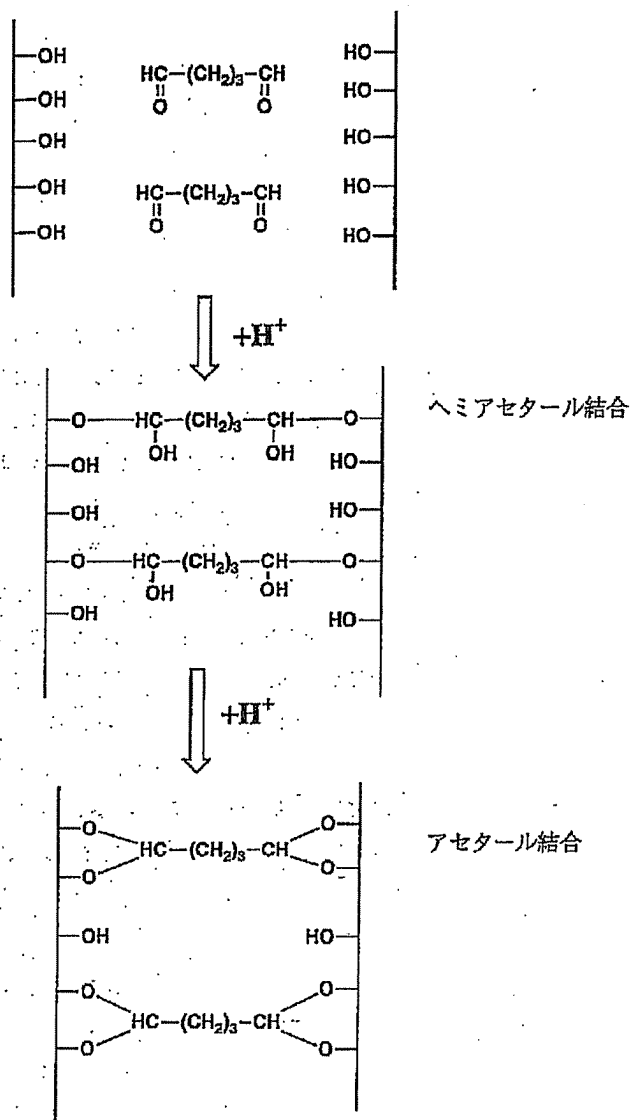 OH HC-(CH₂)₃-CH HO
OH O O HO
OH HO
OH HC-(CH₂)₃-CH HO
OH O O HO
+H⁺
O HC-(CH₂)₃-CH O ヘミアセタール結合
OH OH OH HO
OH HO
O HC-(CH₂)₃-CH O
OH OH
OH HO
+H⁺
O O
HC-(CH₂)₃-CH アセタール結合
O O
OH HO
O O
HC-(CH₂)₃-CH
O O